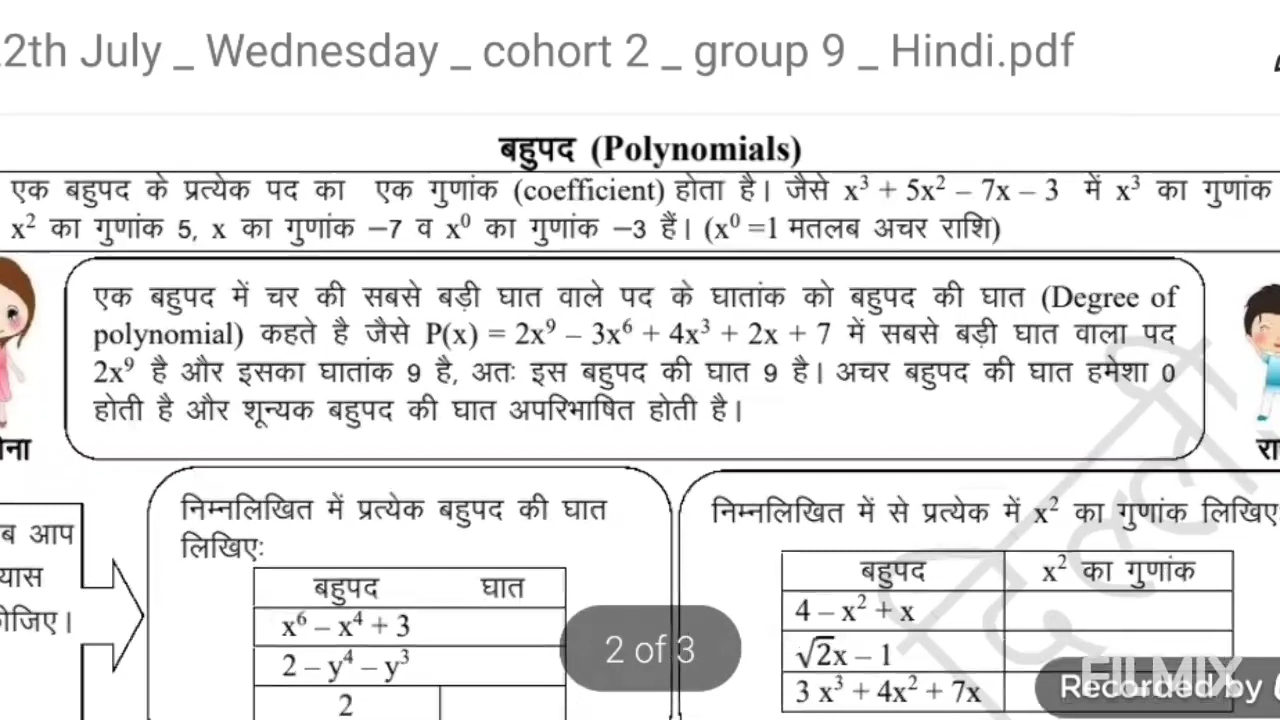 2th July _ Wednesday _ cohort 2 _ group 9 _ Hindi.pdf
बहुपद (Polynomials)
एक बहुपद के प्रत्येक पद का एक गुणांक (coefficient) होता है। जैसे x³ + 5x² – 7x – 3 में x³ का गुणांक
x² का गुणांक 5, x का गुणांक –7 व x⁰ का गुणांक –3 हैं। (x⁰ =1 मतलब अचर राशि)
एक बहुपद में चर की सबसे बड़ी घात वाले पद के घातांक को बहुपद की घात (Degree of
polynomial) कहते है जैसे P(x) = 2x⁹ – 3x⁶ + 4x³ + 2x + 7 में सबसे बड़ी घात वाला पद
2x⁹ है और इसका घातांक 9 है, अतः इस बहुपद की घात 9 है। अचर बहुपद की घात हमेशा 0
होती है और शून्यक बहुपद की घात अपरिभाषित होती है।
आप
निम्नलिखित में प्रत्येक बहुपद की घात
लिखिएः
बहुपद घात
x⁶ – x⁴ + 3
2 – y⁴ – y³
2
निम्नलिखित में से प्रत्येक में x² का गुणांक लिखिए
बहुपद x² का गुणांक
4 – x² + x
√2x – 1
3 x³ + 4x² + 7x
2 of 3
FILMIX
Recorded by